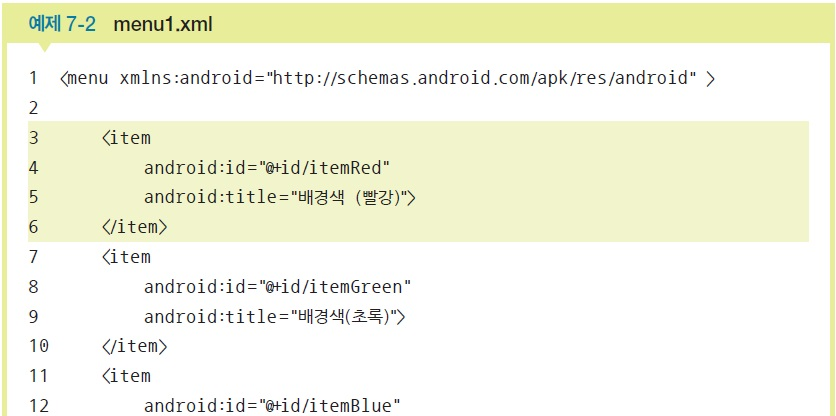 예제 7-2 menu1.xml
1 <menu xmlns:android="http://schemas.android.com/apk/res/android" >
2
3 <item
4 android:id="@+id/itemRed"
5 android:title="배경색 (빨강)">
6 </item>
7 <item
8 android:id="@+id/itemGreen"
9 android:title="배경색(초록)">
10 </item>
11 <item
12 android:id="@+id/itemBlue"